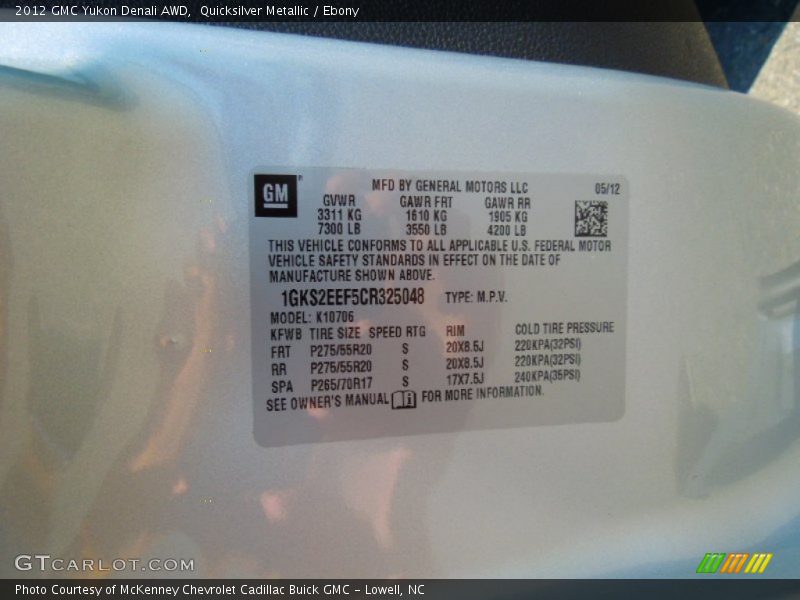 2012 GMC Yukon Denali AWD, Quicksilver Metallic / Ebony
GM
MFD BY GENERAL MOTORS LLC 05/12
GVWR GAWR FRT GAWR RR
3311 KG 1610 KG 1905 KG
7300 LB 3550 LB 4200 LB
THIS VEHICLE CONFORMS TO ALL APPLICABLE U.S. FEDERAL MOTOR
VEHICLE SAFETY STANDARDS IN EFFECT ON THE DATE OF
MANUFACTURE SHOWN ABOVE.
1GKS2EEF5CR325048 TYPE: M.P.V.
MODEL: K10706
KFWB TIRE SIZE SPEED RTG RIM COLD TIRE PRESSURE
FRT P275/55R20 S 20X8.5J 220KPA(32PSI)
RR P275/55R20 S 20X8.5J 220KPA(32PSI)
SPA P265/70R17 S 17X7.5J 240KPA(35PSI)
SEE OWNER'S MANUAL FOR MORE INFORMATION.
GTCARLOT.COM
Photo Courtesy of McKenney Chevrolet Cadillac Buick GMC - Lowell, NC